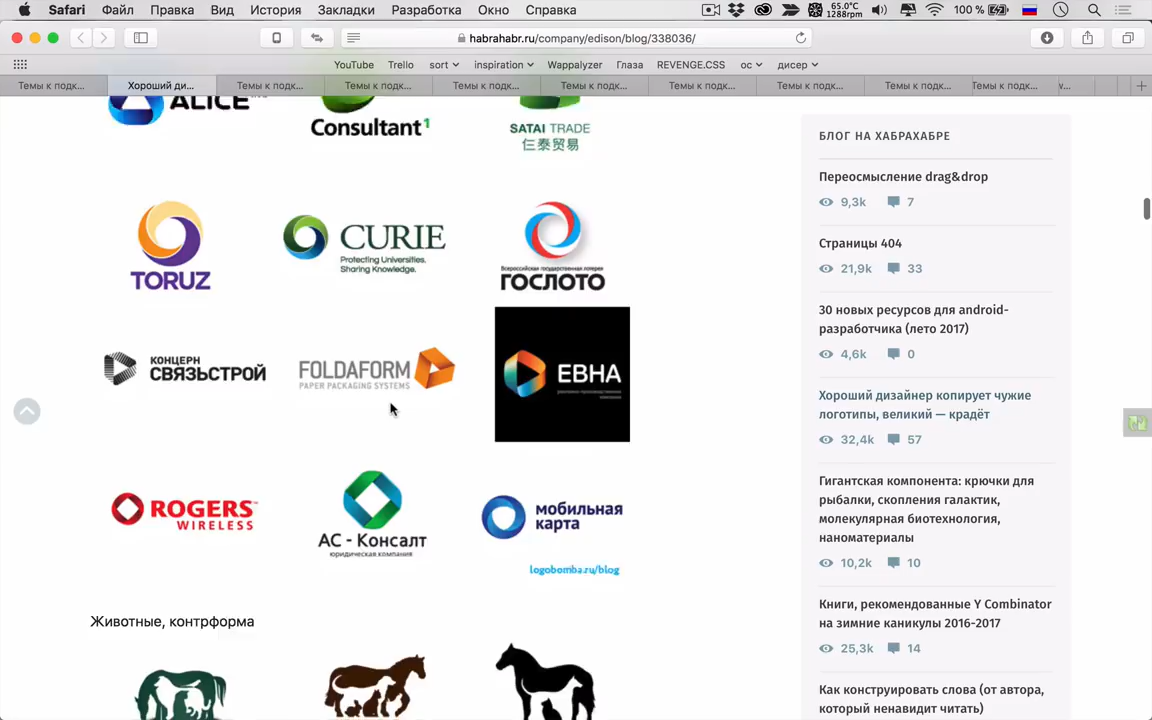 Safari Файл Правка Вид История Закладки Разработка Окно Справка
65.0°C
1288rpm
100 %
habrahabr.ru/company/edison/blog/338036/
YouTube Trello sort inspiration Wappalyzer Глаза REVENGE.CSS ос дисер
Темы к подк... Хороший ди... Темы к подк... Темы к подк... Темы к подк... Темы к подк... Темы к подк... Темы к подк... Темы к подк... Темы к подк...
ALICE
Consultant1
SATAI TRADE
仨泰贸易
TORUZ
CURIE
Protecting Universities.
Sharing Knowledge.
Всероссийская государственная лотерея
ГОСЛОТО
КОНЦЕРН
СВЯЗЬСТРОЙ
FOLDAFORM
PAPER PACKAGING SYSTEMS
ЕВНА
ROGERS™
WIRELESS
АС - Консалт
юридическая компания
мобильная
карта
logobomba.ru/blog
Животные, контрформа
БЛОГ НА ХАБРАХАБРЕ
Переосмысление drag&drop
9,3k 7
Страницы 404
21,9k 33
30 новых ресурсов для android-
разработчика (лето 2017)
4,6k 0
Хороший дизайнер копирует чужие
логотипы, великий — крадёт
32,4k 57
Гигантская компонента: крючки для
рыбалки, скопления галактик,
молекулярная биотехнология,
наноматериалы
10,2k 10
Книги, рекомендованные Y Combinator
на зимние каникулы 2016-2017
25,3k 14
Как конструировать слова (от автора,
который ненавидит читать)